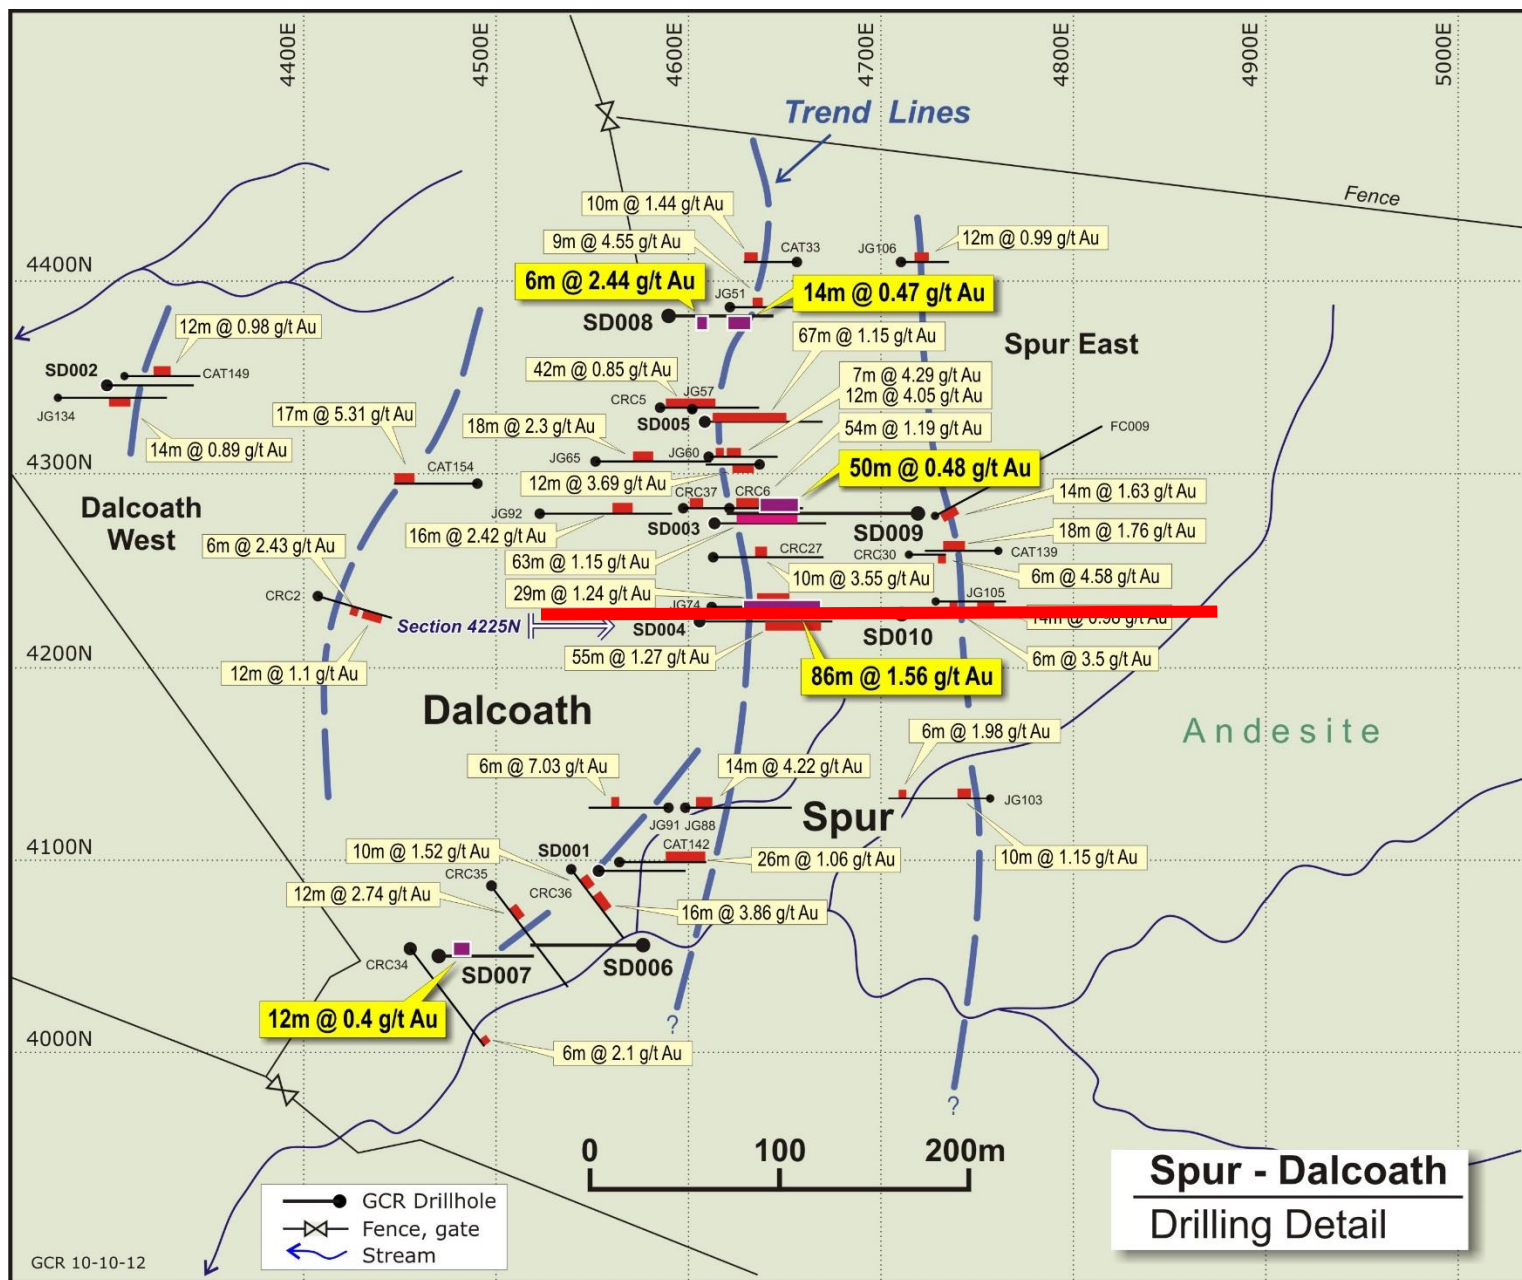 4400E
4500E
4600E
4700E
4800E
4900E
5000E
Trend Lines
Fence
10m @ 1.44 g/t Au
9m @ 4.55 g/t Au
CAT33
JG106
12m @ 0.99 g/t Au
4400N
6m @ 2.44 g/t Au
JG51
14m @ 0.47 g/t Au
SD008
12m @ 0.98 g/t Au
67m @ 1.15 g/t Au
Spur East
SD002
CAT149
42m @ 0.85 g/t Au
JG57
7m @ 4.29 g/t Au
12m @ 4.05 g/t Au
JG134
CRC5
17m @ 5.31 g/t Au
SD005
54m @ 1.19 g/t Au
FC009
14m @ 0.89 g/t Au
18m @ 2.3 g/t Au
4300N
CAT154
JG65
JG60
50m @ 0.48 g/t Au
12m @ 3.69 g/t Au
CRC37
CRC6
14m @ 1.63 g/t Au
Dalcoath
West
JG92
16m @ 2.42 g/t Au
SD003
SD009
18m @ 1.76 g/t Au
6m @ 2.43 g/t Au
63m @ 1.15 g/t Au
CRC27
CRC30
CAT139
10m @ 3.55 g/t Au
6m @ 4.58 g/t Au
CRC2
29m @ 1.24 g/t Au
JG74
JG105
Section 4225N
SD004
SD010
14m @ 0.98 g/t Au
4200N
12m @ 1.1 g/t Au
55m @ 1.27 g/t Au
86m @ 1.56 g/t Au
6m @ 3.5 g/t Au
Dalcoath
Andesite
6m @ 1.98 g/t Au
6m @ 7.03 g/t Au
14m @ 4.22 g/t Au
JG91
JG88
Spur
JG103
4100N
10m @ 1.52 g/t Au
SD001
CAT142
26m @ 1.06 g/t Au
10m @ 1.15 g/t Au
CRC35
12m @ 2.74 g/t Au
CRC36
16m @ 3.86 g/t Au
CRC34
SD007
SD006
12m @ 0.4 g/t Au
?
4000N
6m @ 2.1 g/t Au
?
0
100
200m
GCR Drillhole
Fence, gate
Stream
GCR 10-10-12
Spur - Dalcoath
Drilling Detail